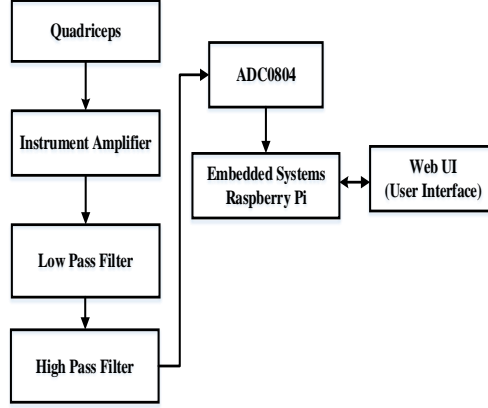 Quadriceps
Instrument Amplifier
Low Pass Filter
High Pass Filter
ADC0804
Embedded Systems
Raspberry Pi
Web UI
(User Interface)